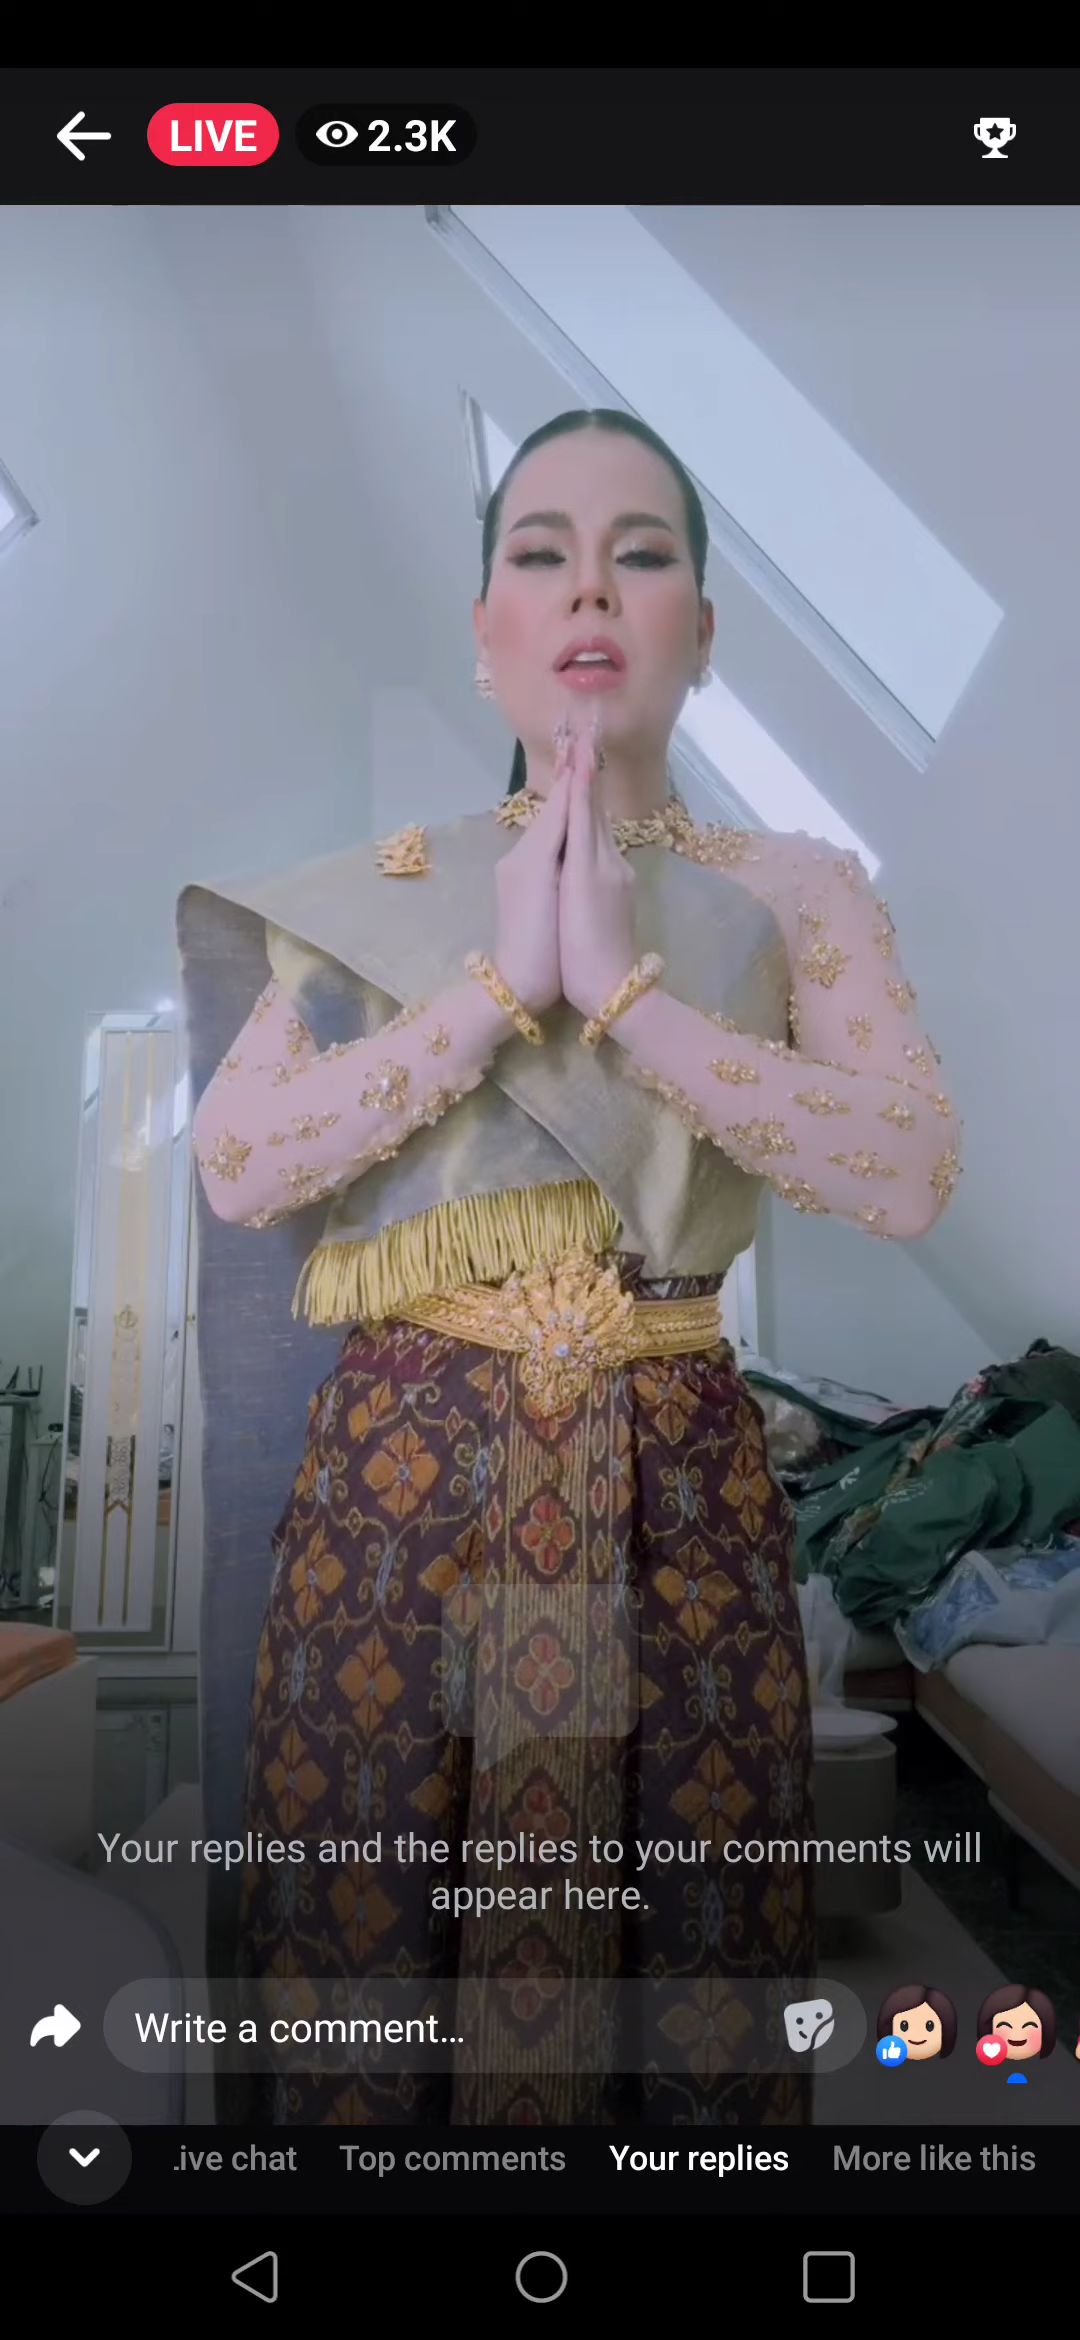 LIVE
2.3K
Your replies and the replies to your comments will
appear here.
Write a comment...
.ive chat
Top comments
Your replies
More like this